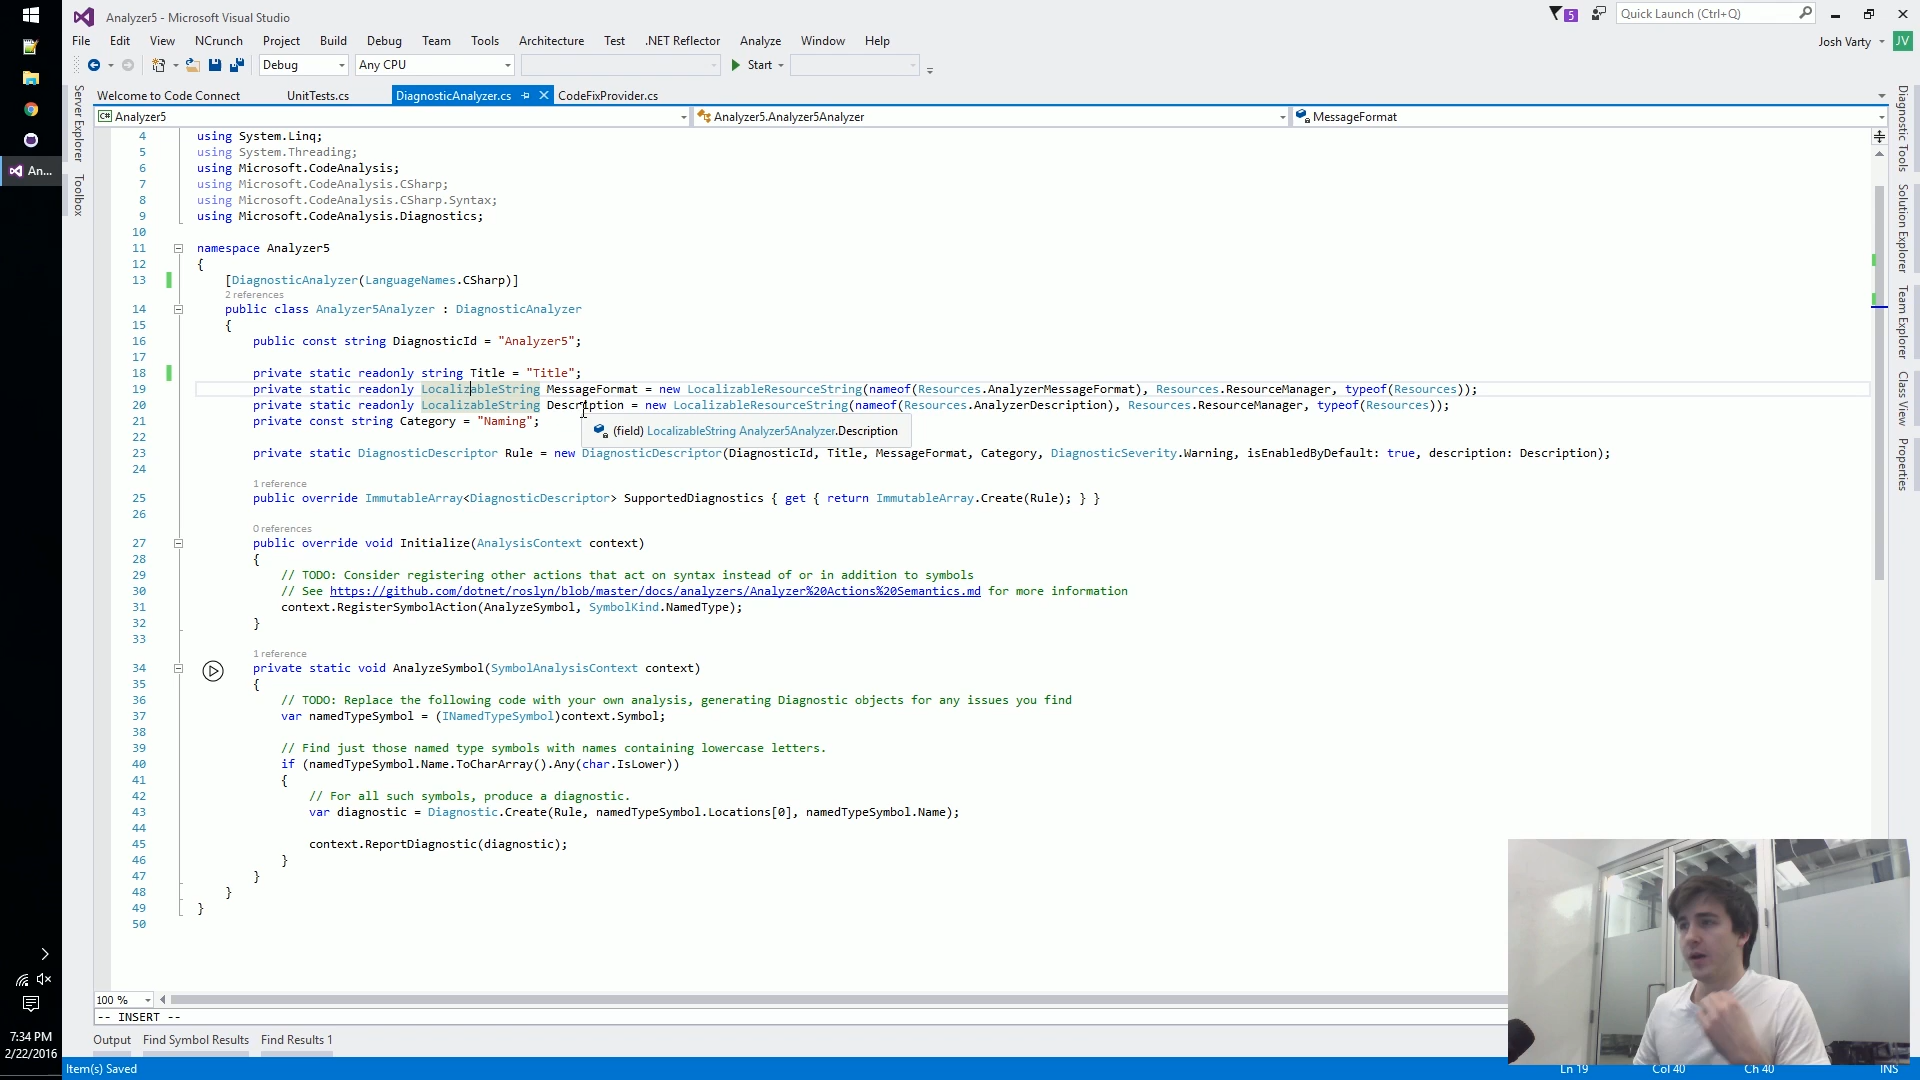 Analyzer5 - Microsoft Visual Studio
5
Quick Launch (Ctrl+Q)
File Edit View NCrunch Project Build Debug Team Tools Architecture Test .NET Reflector Analyze Window Help
Josh Varty JV
Debug Any CPU Start
Server Explorer
Toolbox
An...
Welcome to Code Connect UnitTests.cs DiagnosticAnalyzer.cs CodeFixProvider.cs
C# Analyzer5 Analyzer5.Analyzer5Analyzer MessageFormat
4 using System.Linq;
5 using System.Threading;
6 using Microsoft.CodeAnalysis;
7 using Microsoft.CodeAnalysis.CSharp;
8 using Microsoft.CodeAnalysis.CSharp.Syntax;
9 using Microsoft.CodeAnalysis.Diagnostics;
10
11 namespace Analyzer5
12 {
13 [DiagnosticAnalyzer(LanguageNames.CSharp)]
2 references
14 public class Analyzer5Analyzer : DiagnosticAnalyzer
15 {
16 public const string DiagnosticId = "Analyzer5";
17
18 private static readonly string Title = "Title";
19 private static readonly LocalizableString MessageFormat = new LocalizableResourceString(nameof(Resources.AnalyzerMessageFormat), Resources.ResourceManager, typeof(Resources));
20 private static readonly LocalizableString Description = new LocalizableResourceString(nameof(Resources.AnalyzerDescription), Resources.ResourceManager, typeof(Resources));
21 private const string Category = "Naming";
(field) LocalizableString Analyzer5Analyzer.Description
22
23 private static DiagnosticDescriptor Rule = new DiagnosticDescriptor(DiagnosticId, Title, MessageFormat, Category, DiagnosticSeverity.Warning, isEnabledByDefault: true, description: Description);
24
1 reference
25 public override ImmutableArray<DiagnosticDescriptor> SupportedDiagnostics { get { return ImmutableArray.Create(Rule); } }
26
0 references
27 public override void Initialize(AnalysisContext context)
28 {
29 // TODO: Consider registering other actions that act on syntax instead of or in addition to symbols
30 // See https://github.com/dotnet/roslyn/blob/master/docs/analyzers/Analyzer%20Actions%20Semantics.md for more information
31 context.RegisterSymbolAction(AnalyzeSymbol, SymbolKind.NamedType);
32 }
33
1 reference
34 private static void AnalyzeSymbol(SymbolAnalysisContext context)
35 {
36 // TODO: Replace the following code with your own analysis, generating Diagnostic objects for any issues you find
37 var namedTypeSymbol = (INamedTypeSymbol)context.Symbol;
38
39 // Find just those named type symbols with names containing lowercase letters.
40 if (namedTypeSymbol.Name.ToCharArray().Any(char.IsLower))
41 {
42 // For all such symbols, produce a diagnostic.
43 var diagnostic = Diagnostic.Create(Rule, namedTypeSymbol.Locations[0], namedTypeSymbol.Name);
44
45 context.ReportDiagnostic(diagnostic);
46 }
47 }
48 }
49 }
50
Diagnostic Tools
Solution Explorer
Team Explorer
Class View
Properties
100 %
-- INSERT --
Output Find Symbol Results Find Results 1
7:34 PM
2/22/2016
Item(s) Saved Ln 19 Col 40 Ch 40 INS